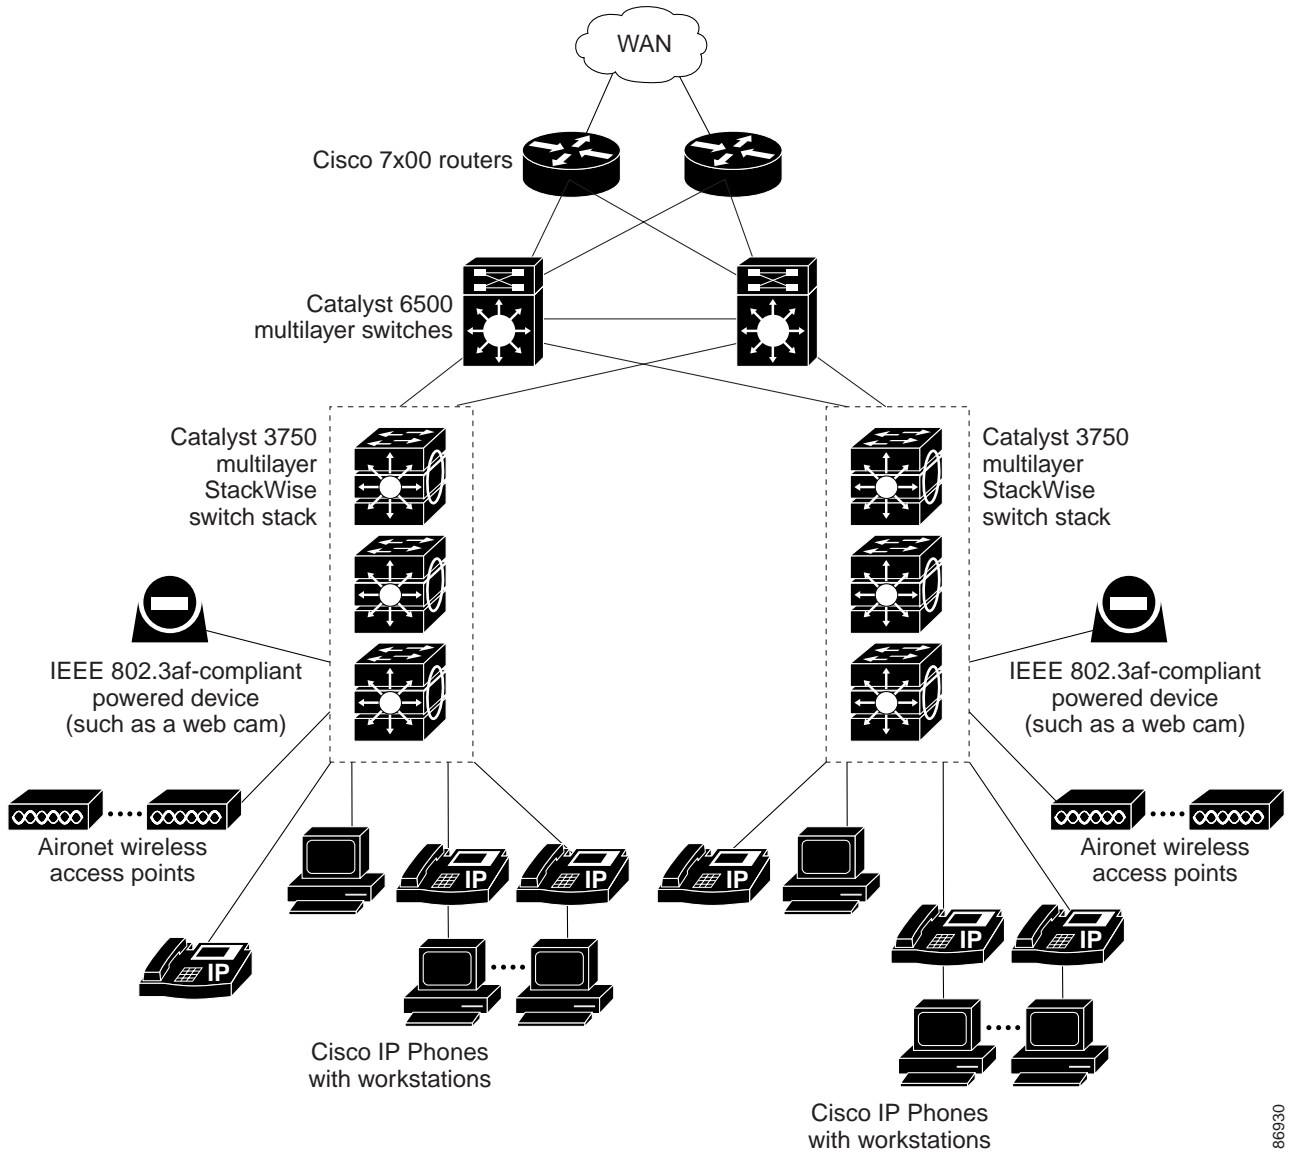 WAN
Cisco 7x00 routers
Catalyst 6500
multilayer switches
Catalyst 3750
multilayer
StackWise
switch stack
Catalyst 3750
multilayer
StackWise
switch stack
IEEE 802.3af-compliant
powered device
(such as a web cam)
IEEE 802.3af-compliant
powered device
(such as a web cam)
Aironet wireless
access points
Aironet wireless
access points
IP
IP
IP
IP
IP
IP
Cisco IP Phones
with workstations
Cisco IP Phones
with workstations
86930